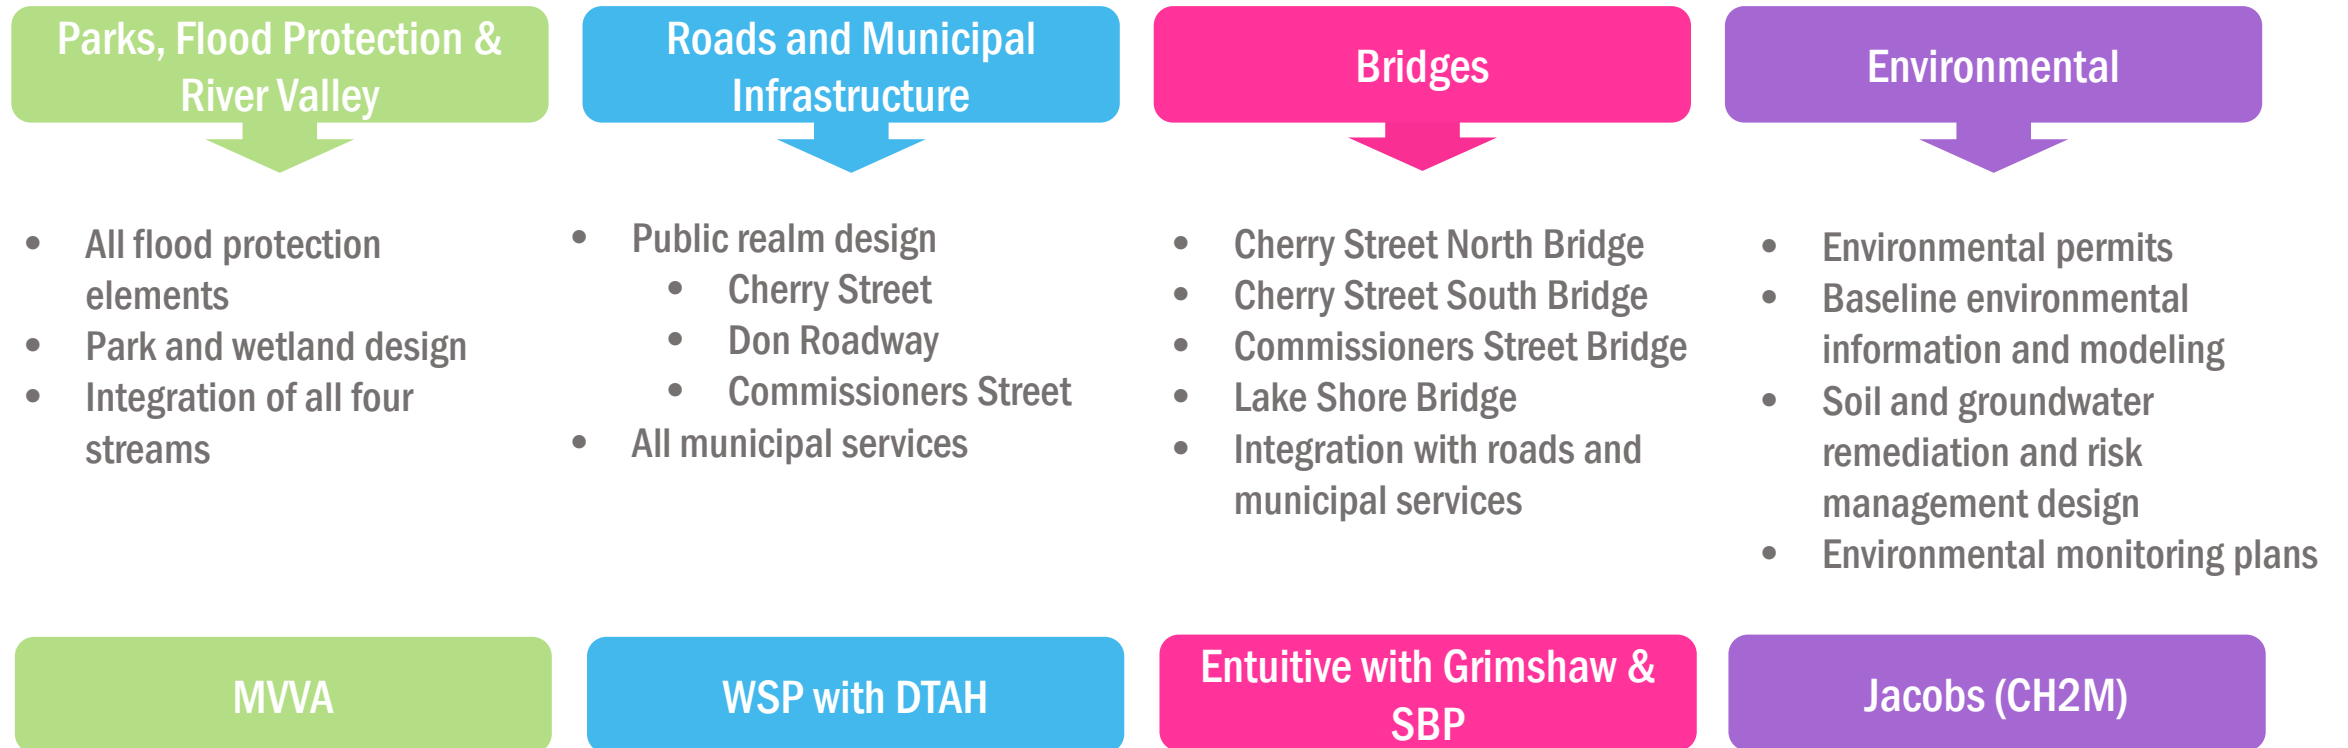 Parks, Flood Protection &
River Valley
Roads and Municipal
Infrastructure
Bridges
Environmental
• All flood protection
elements
• Park and wetland design
• Integration of all four
streams
• Public realm design
• Cherry Street
• Don Roadway
• Commissioners Street
• All municipal services
• Cherry Street North Bridge
• Cherry Street South Bridge
• Commissioners Street Bridge
• Lake Shore Bridge
• Integration with roads and
municipal services
• Environmental permits
• Baseline environmental
information and modeling
• Soil and groundwater
remediation and risk
management design
• Environmental monitoring plans
MVVA
WSP with DTAH
Entuitive with Grimshaw &
SBP
Jacobs (CH2M)